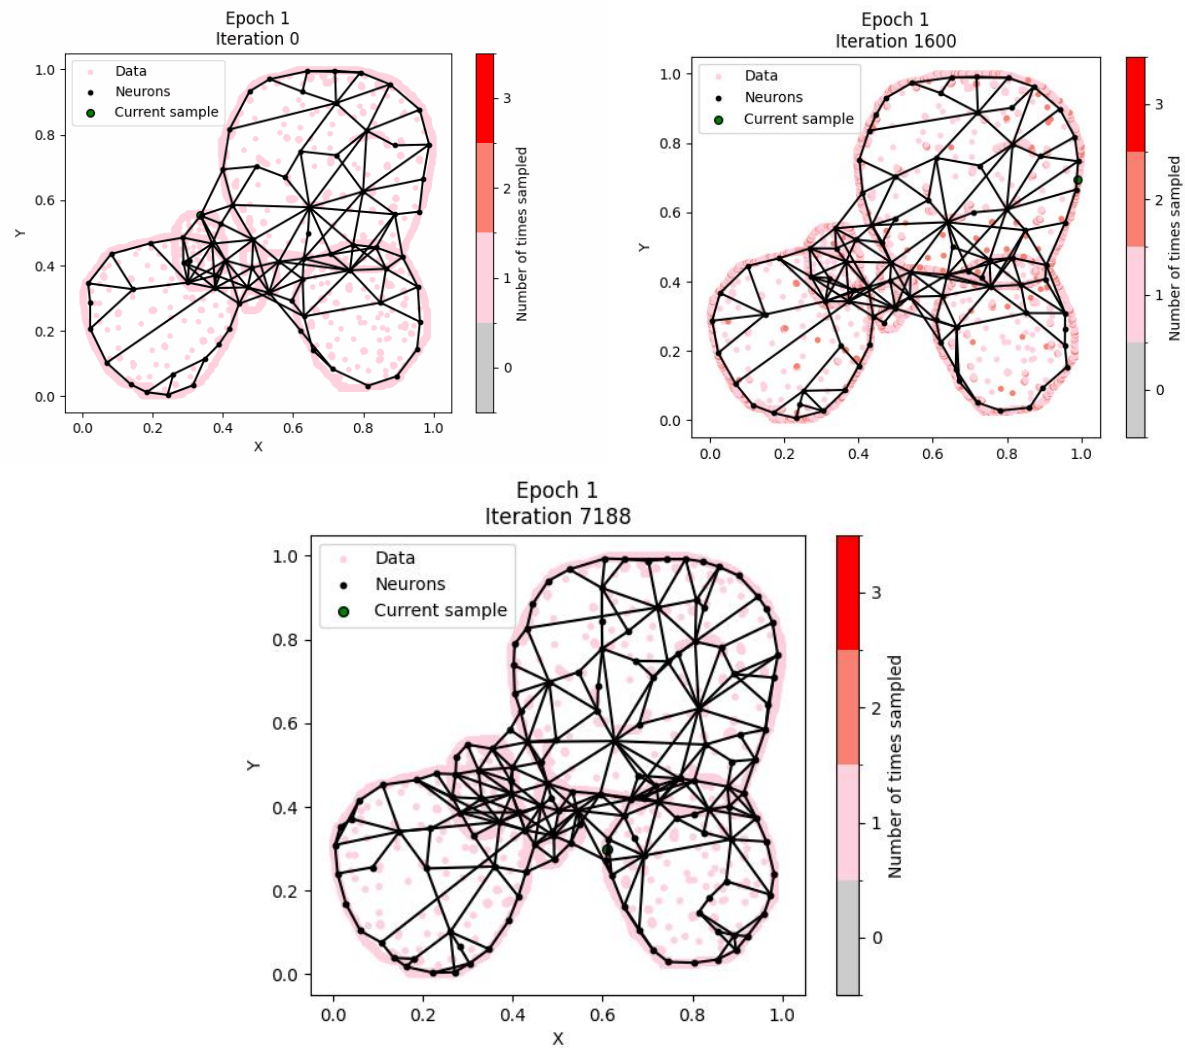 Epoch 1
Iteration 0
Data
Neurons
Current sample
1.0
0.8
0.6
0.4
0.2
0.0
Y
0.0 0.2 0.4 0.6 0.8 1.0
X
3
2
1
0
Number of times sampled
Epoch 1
Iteration 1600
Data
Neurons
Current sample
1.0
0.8
0.6
0.4
0.2
0.0
Y
0.0 0.2 0.4 0.6 0.8 1.0
3
2
1
0
Number of times sampled
Epoch 1
Iteration 7188
Data
Neurons
Current sample
1.0
0.8
0.6
0.4
0.2
0.0
Y
0.0 0.2 0.4 0.6 0.8 1.0
X
3
2
1
0
Number of times sampled